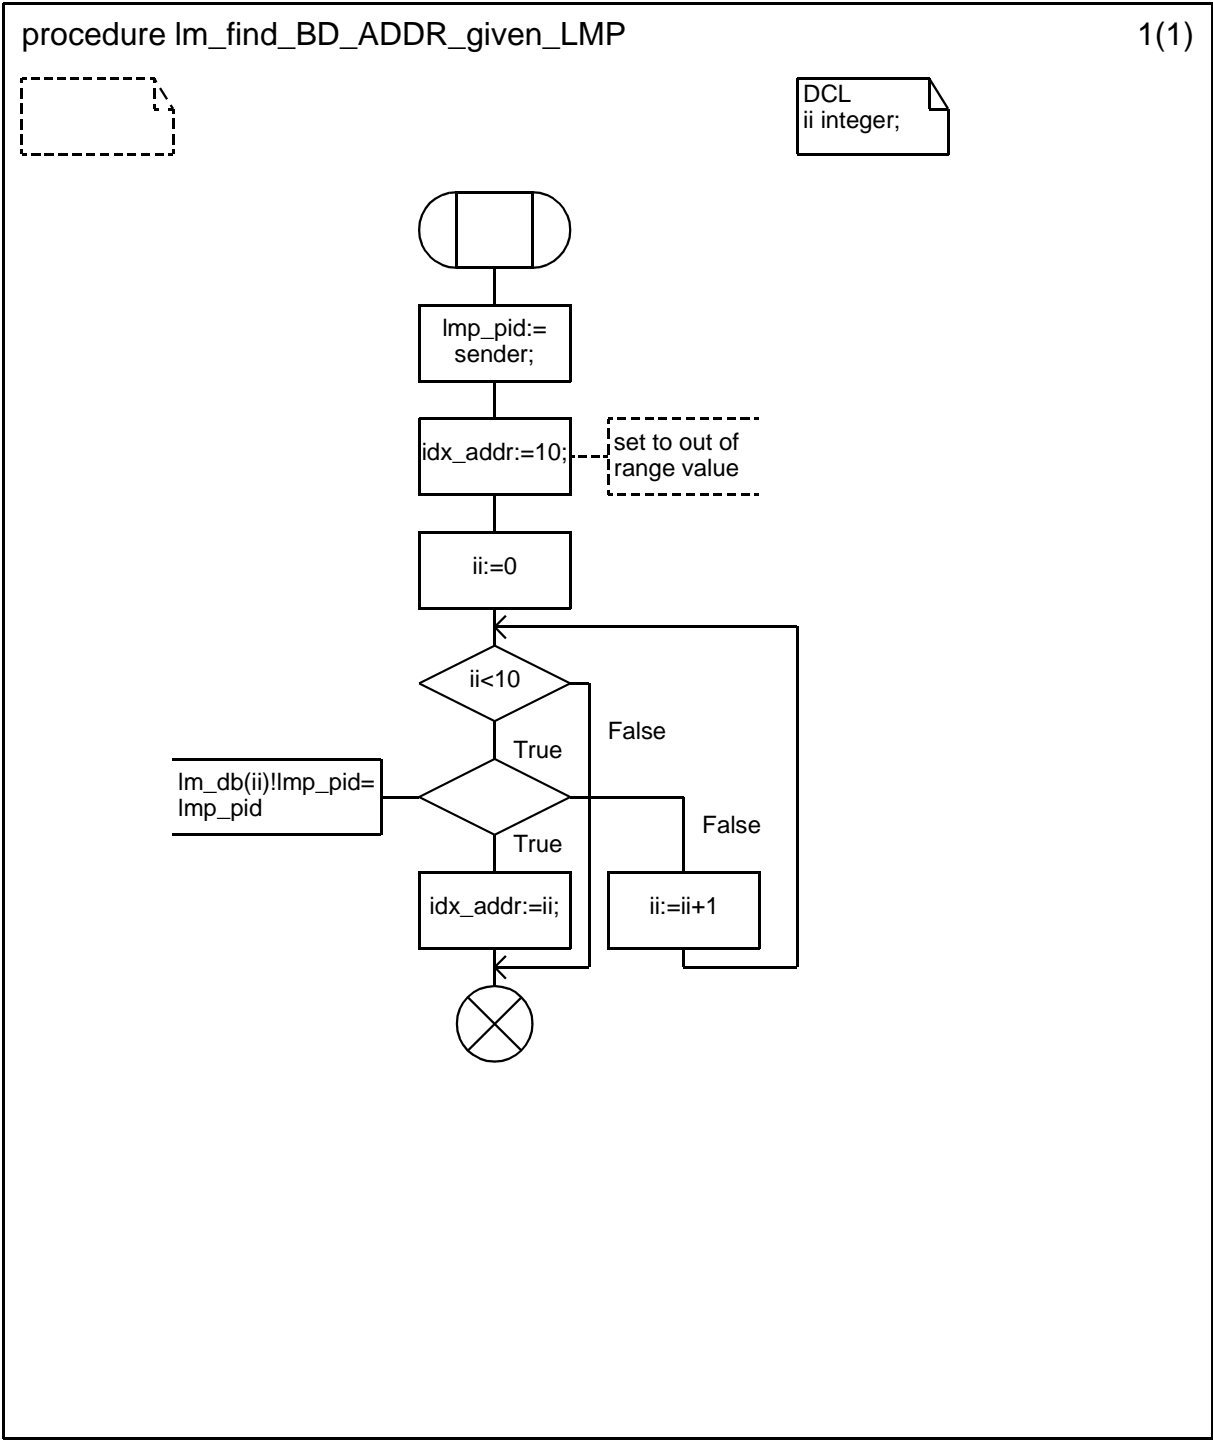 procedure lm_find_BD_ADDR_given_LMP
1(1)
DCL
ii integer;
lmp_pid:=
sender;
idx_addr:=10;
set to out of
range value
ii:=0
ii<10
False
True
lm_db(ii)!lmp_pid=
lmp_pid
False
True
idx_addr:=ii;
ii:=ii+1